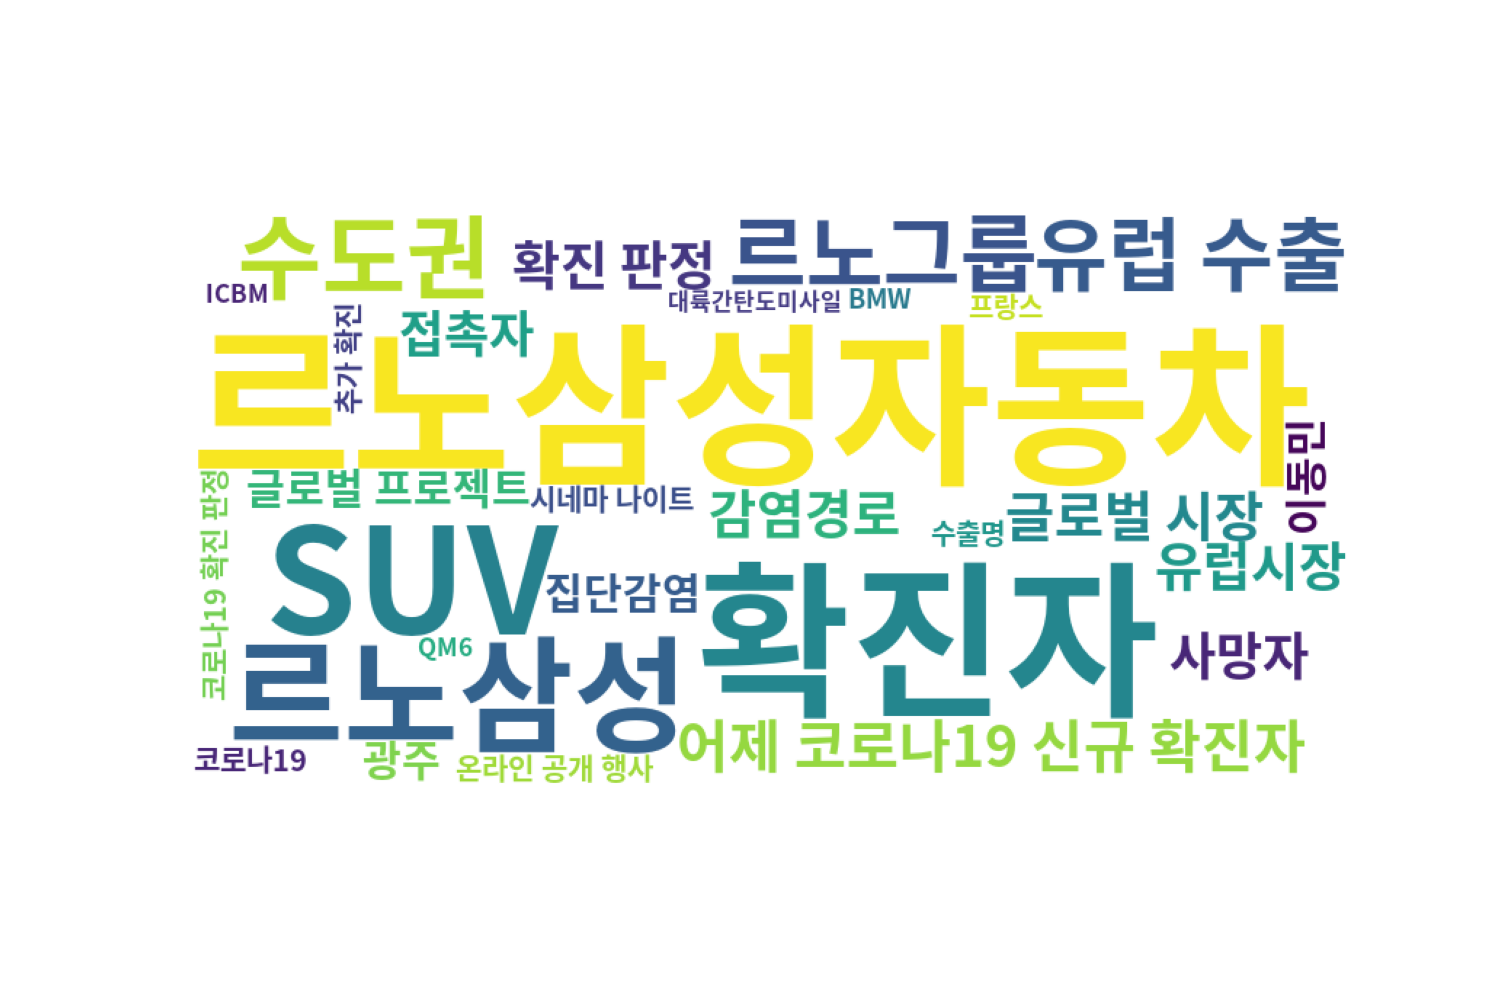 수도권
확진 판정
르노그룹
유럽 수출
ICBM
대륙간탄도미사일
BMW
프랑스
추가 확진
접촉자
르노삼성자동차
이동민
코로나19 확진 판정
글로벌 프로젝트
시네마 나이트
감염경로
수출명
글로벌 시장
유럽시장
SUV
집단감염
확진자
QM6
르노삼성
사망자
어제 코로나19 신규 확진자
코로나19
광주
온라인 공개 행사